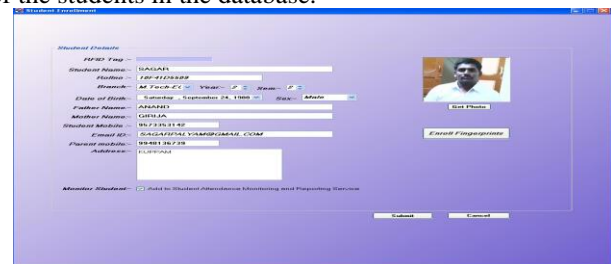 of the students in the database.
Student Enrollment
Student Details
RFID Tag :-
Student Name:- SAGAR
Rollno :-
Branch:- M.Tech-E( Year:- 2 Sem:- 2
Date of Birth:- Saturday , September 24, 1988 Sex:- Male
Father Name:- ANAND
Mother Name:- GIRIJA
Student Mobile :- 9573353142
Email ID:- SAGARPALYAM@GMAIL.COM
Parent mobile:- 9948136739
Address:- KUPPAM
Get Photo
Enroll Fingerprints
Monitor Student:- Add to Student Attendance Monitoring and Reporting Service
Submit Cancel